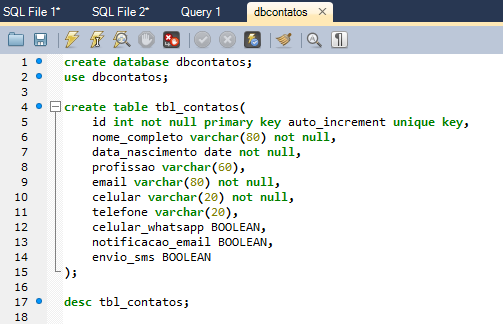 SQL File 1* SQL File 2* Query 1 dbcontatos ×
1 create database dbcontatos;
2 use dbcontatos;
3
4 create table tbl_contatos(
5 id int not null primary key auto_increment unique key,
6 nome_completo varchar(80) not null,
7 data_nascimento date not null,
8 profissao varchar(60),
9 email varchar(80) not null,
10 celular varchar(20) not null,
11 telefone varchar(20),
12 celular_whatsapp BOOLEAN,
13 notificacao_email BOOLEAN,
14 envio_sms BOOLEAN
15 );
16
17 desc tbl_contatos;
18